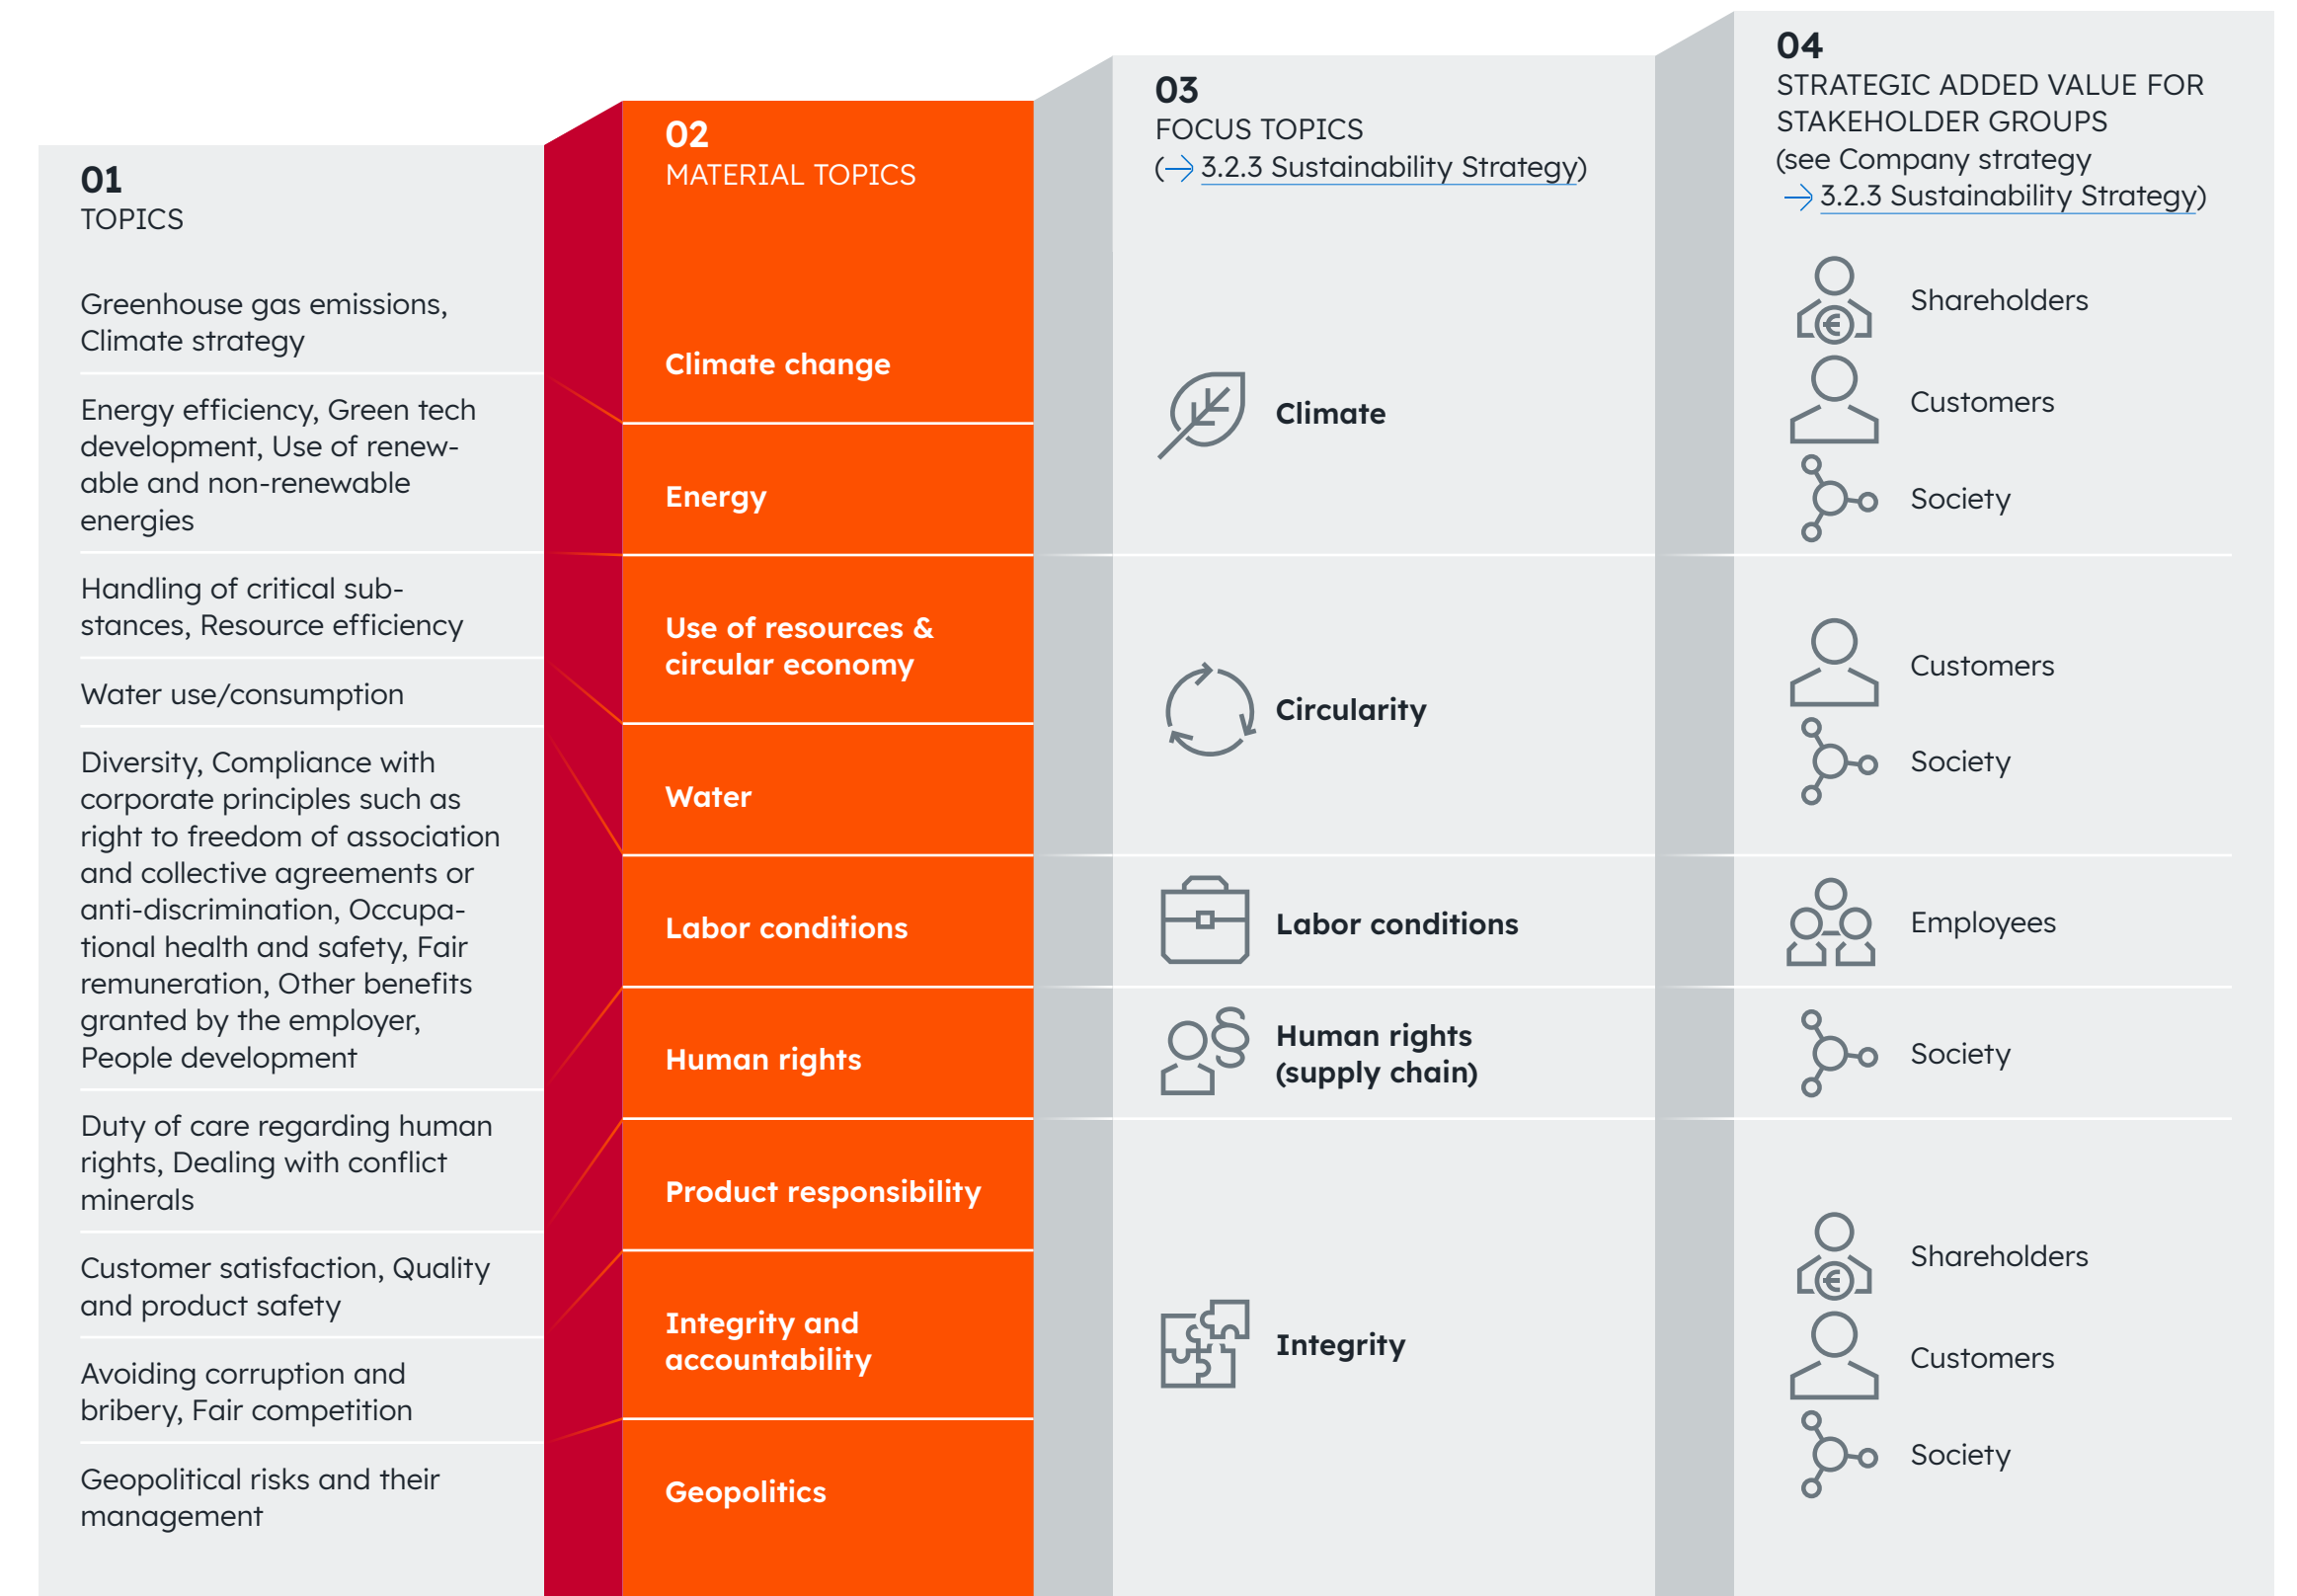 01
TOPICS
Greenhouse gas emissions,
Climate strategy
Energy efficiency, Green tech
development, Use of renew-
able and non-renewable
energies
Handling of critical sub-
stances, Resource efficiency
Water use/consumption
Diversity, Compliance with
corporate principles such as
right to freedom of association
and collective agreements or
anti-discrimination, Occupa-
tional health and safety, Fair
remuneration, Other benefits
granted by the employer,
People development
Duty of care regarding human
rights, Dealing with conflict
minerals
Customer satisfaction, Quality
and product safety
Avoiding corruption and
bribery, Fair competition
Geopolitical risks and their
management
02
MATERIAL TOPICS
Climate change
Energy
Use of resources &
circular economy
Water
Labor conditions
Human rights
Product responsibility
Integrity and
accountability
Geopolitics
03
FOCUS TOPICS
(→ 3.2.3 Sustainability Strategy)
Climate
Circularity
Labor conditions
Human rights
(supply chain)
Integrity
04
STRATEGIC ADDED VALUE FOR
STAKEHOLDER GROUPS
(see Company strategy
→ 3.2.3 Sustainability Strategy)
Shareholders
Customers
Society
Customers
Society
Employees
Society
Shareholders
Customers
Society